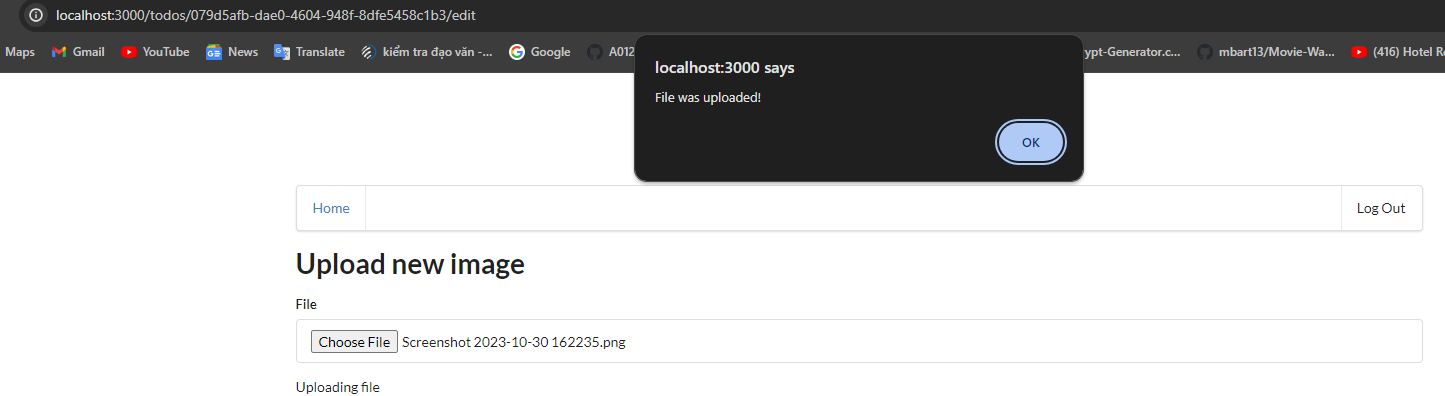 localhost:3000/todos/079d5afb-dae0-4604-948f-8dfe5458c1b3/edit
Maps Gmail YouTube News Translate kiểm tra đạo văn -... Google A012 ypt-Generator.c... mbart13/Movie-Wa... (416) Hotel Re
localhost:3000 says
File was uploaded!
OK
Home Log Out
Upload new image
File
Choose File Screenshot 2023-10-30 162235.png
Uploading file